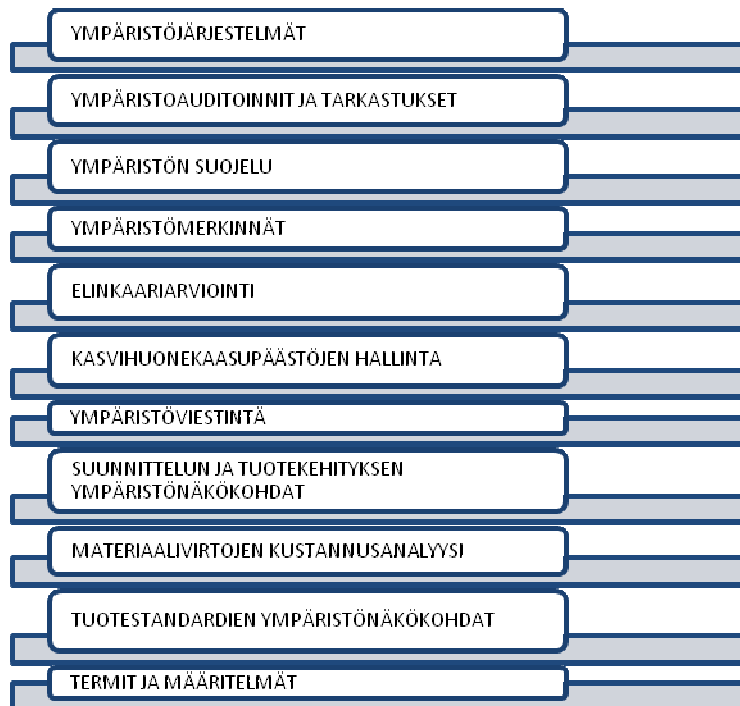 YMPÄRISTÖJÄRJESTELMÄT
YMPÄRISTÖAUDITOINNIT JA TARKASTUKSET
YMPÄRISTÖN SUOJELU
YMPÄRISTÖMERKINNÄT
ELINKAARIARVIOINTI
KASVIHUONEKAASUPÄÄSTÖJEN HALLINTA
YMPÄRISTÖVIESTINTÄ
SUUNNITTELUN JA TUOTEKEHITYKSEN
YMPÄRISTÖNÄKÖKOHDAT
MATERIAALIVIRTOJEN KUSTANNUSANALYYSI
TUOTESTANDARDIEN YMPÄRISTÖNÄKÖKOHDAT
TERMIT JA MÄÄRITELMÄT